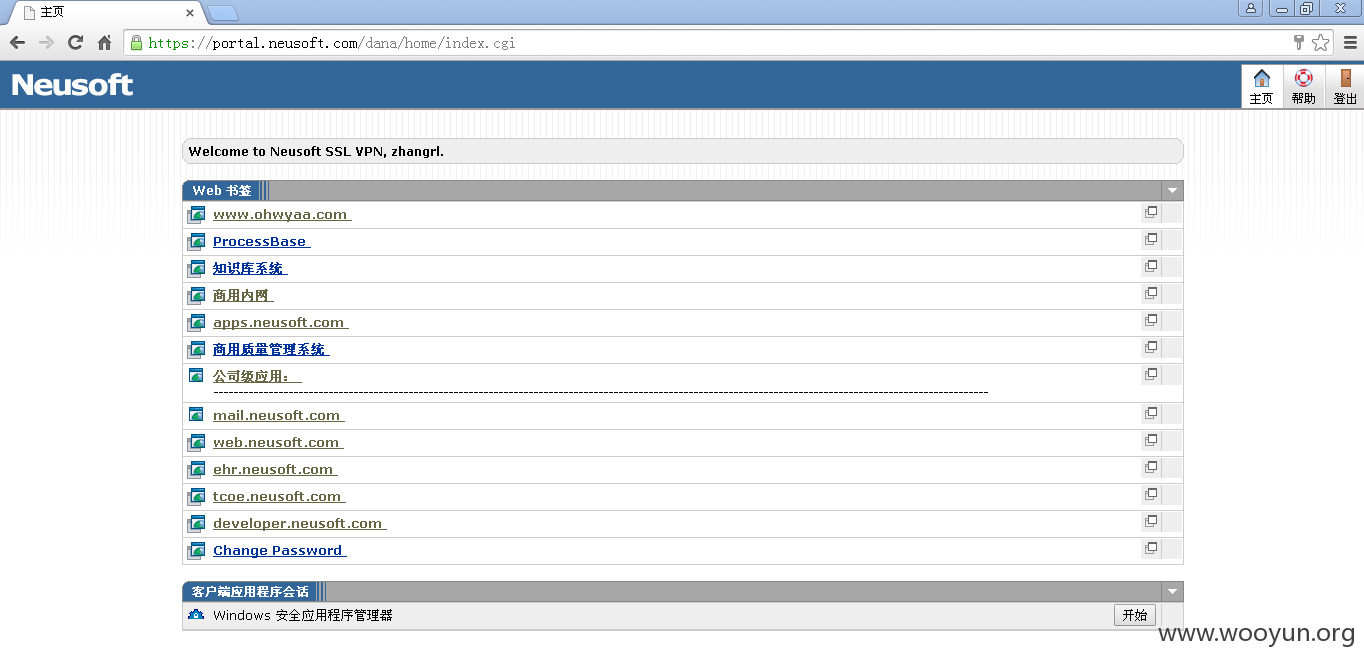 主页
https://portal.neusoft.com/dana/home/index.cgi
Neusoft
主页
帮助
登出
Welcome to Neusoft SSL VPN, zhangrl.
Web 书签
www.ohwyaa.com
ProcessBase
知识库系统
商用内网
apps.neusoft.com
商用质量管理系统
公司级应用：
mail.neusoft.com
web.neusoft.com
ehr.neusoft.com
tcoe.neusoft.com
developer.neusoft.com
Change Password
客户端应用程序会话
Windows 安全应用程序管理器
开始
www.wooyun.org